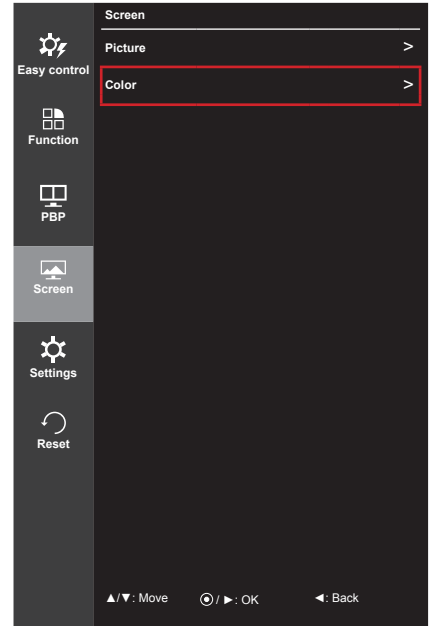 Screen
Picture >
Color >
Easy control
Function
PBP
Screen
Settings
Reset
▲/▼: Move ◉/ ►: OK ◄: Back